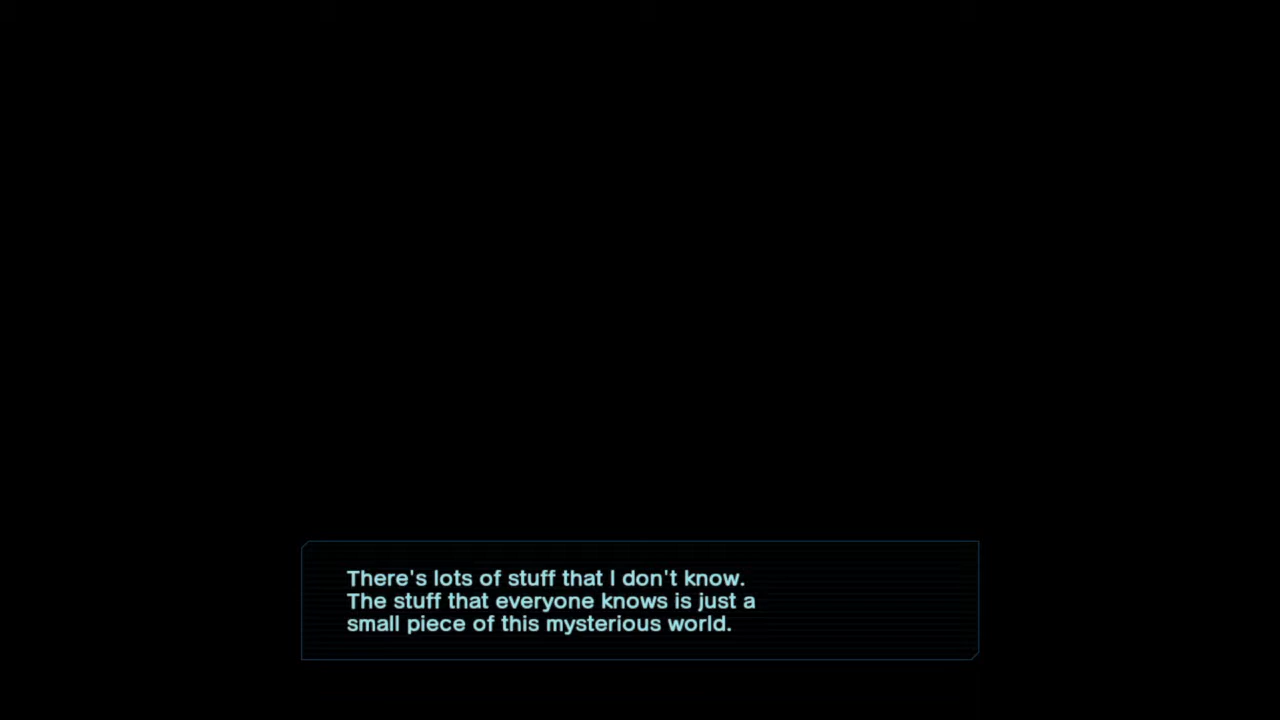 There's lots of stuff that I don't know.
The stuff that everyone knows is just a
small piece of this mysterious world.